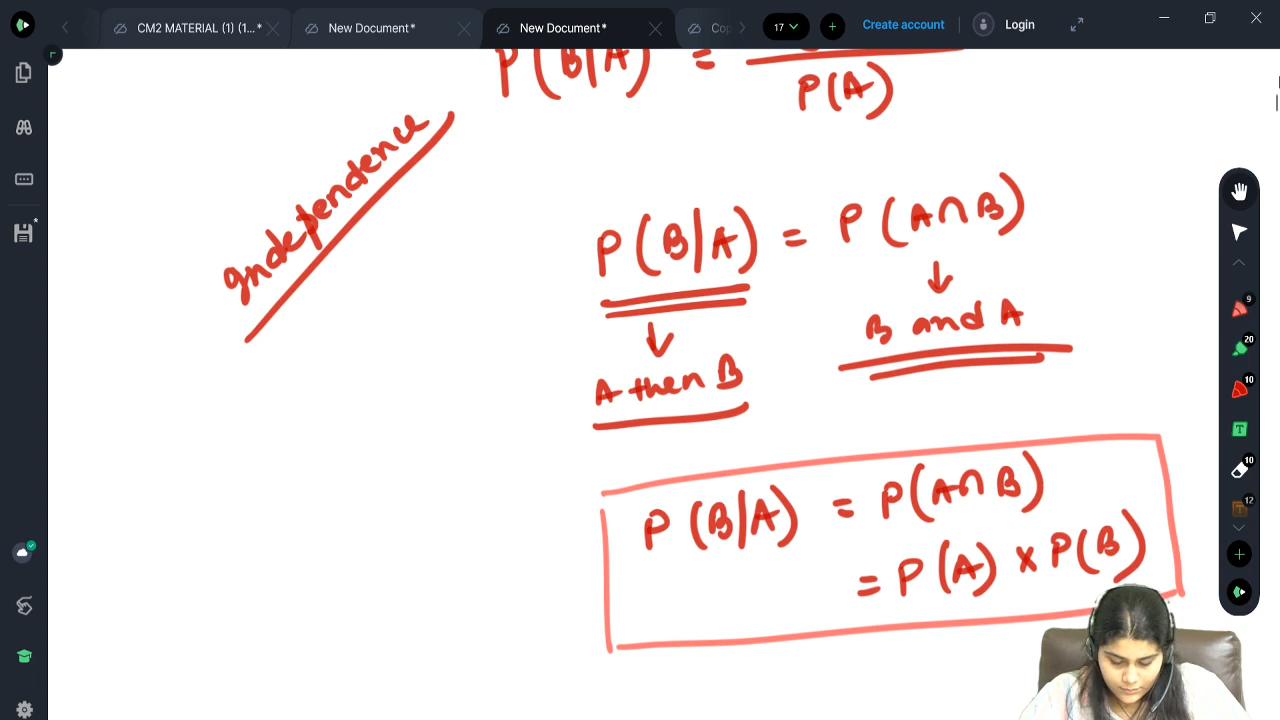 CM2 MATERIAL (1) (1...*
New Document*
New Document*
17
Create account
Login
P(B|A) =
P(A)
Independence
P(B|A) = P(A∩B)
↓ ↓
A then B
B and A
P(B|A) = P(A∩B)
= P(A) × P(B)
9
20
10
T
10
12